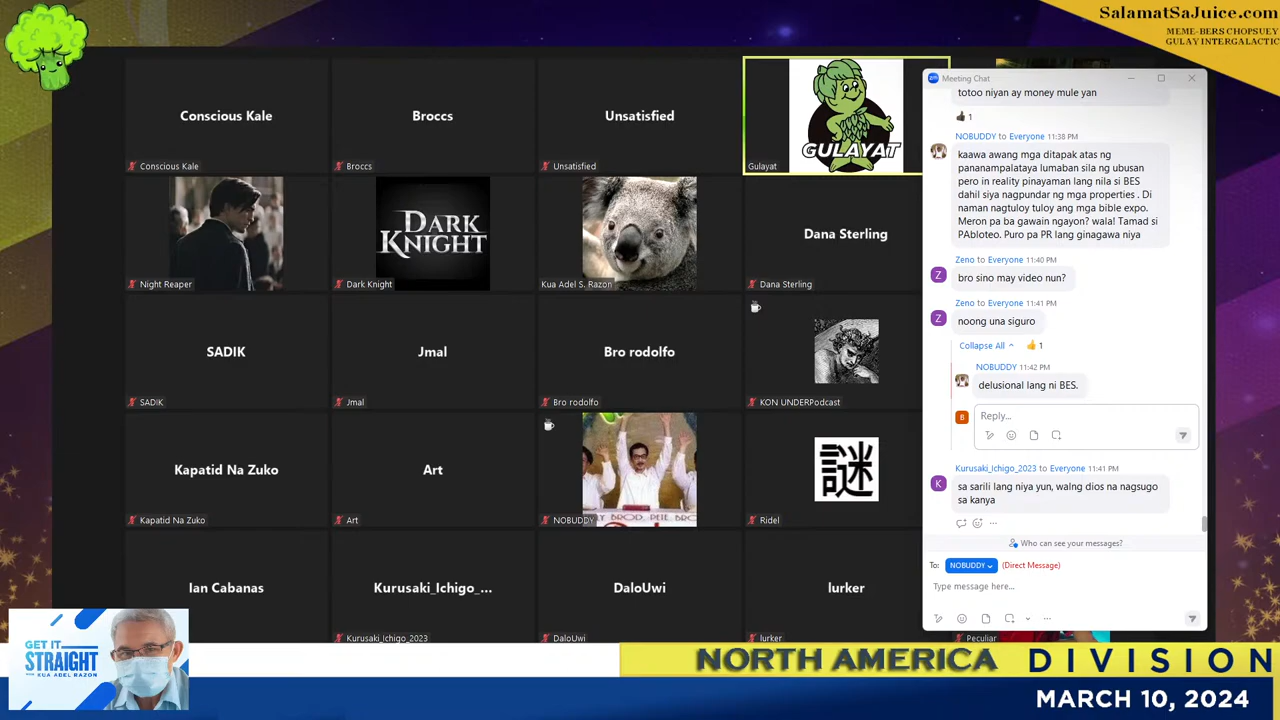 SalamatSaJuice.com
MEME-BERS CHOPSUEY
GULAY INTERGALACTIC
Conscious Kale
Conscious Kale
Broccs
Broccs
Unsatisfied
Unsatisfied
GULAYAT
Gulayat
Night Reaper
DARK
KNIGHT
Dark Knight
Kua Adel S. Razon
Dana Sterling
Dana Sterling
SADIK
SADIK
Jmal
Jmal
Bro rodolfo
Bro rodolfo
KON UNDERPodcast
Kapatid Na Zuko
Kapatid Na Zuko
Art
Art
LY BROD. PETE BRO
NOBUDDY
謎
Ridel
Ian Cabanas
Kurusaki_Ichigo_...
Kurusaki_Ichigo_2023
DaloUwi
DaloUwi
lurker
lurker
Peculiar
Meeting Chat
totoo niyan ay money mule yan
1
NOBUDDY to Everyone 11:38 PM
kaawa awang mga ditapak atas ng
pananampalataya lumaban sila ng ubusan
pero in reality pinayaman lang nila si BES
dahil siya nagpundar ng mga properties . Di
naman nagtuloy tuloy ang mga bible expo.
Meron pa ba gawain ngayon? wala! Tamad si
PAbloteo. Puro pa PR lang ginagawa niya
Zeno to Everyone 11:40 PM
Z
bro sino may video nun?
Zeno to Everyone 11:41 PM
Z
noong una siguro
Collapse All
1
NOBUDDY 11:42 PM
delusional lang ni BES.
B
Reply...
Kurusaki_Ichigo_2023 to Everyone 11:41 PM
K
sa sarili lang niya yun, walng dios na nagsugo
sa kanya
Who can see your messages?
To: NOBUDDY (Direct Message)
Type message here...
GET IT
STRAIGHT
KUA ADEL RAZON
NORTH AMERICA DIVISION
MARCH 10, 2024